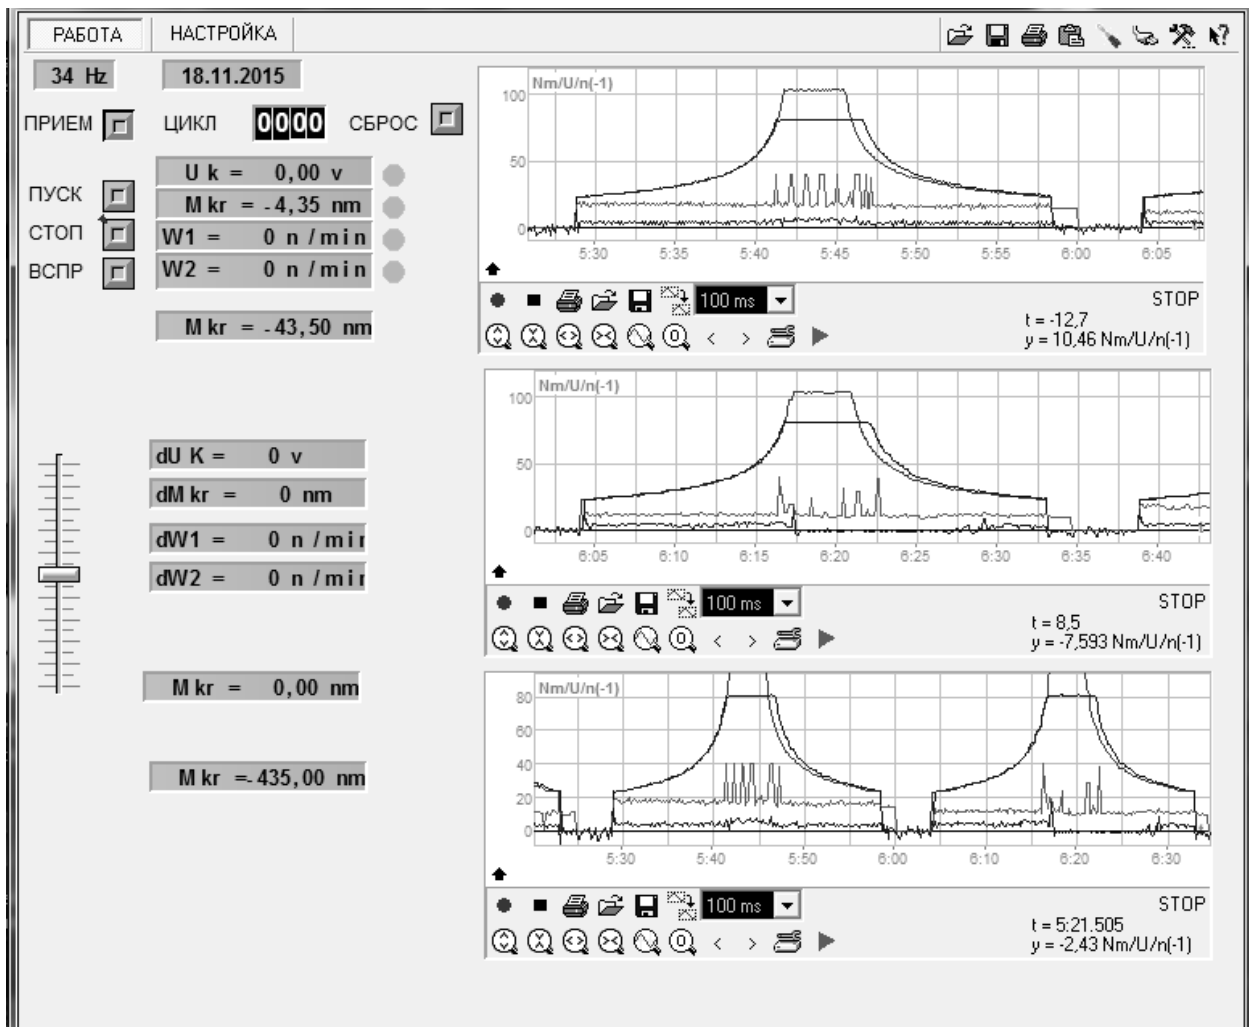 РАБОТА НАСТРОЙКА
34 Hz 18.11.2015
ПРИЕМ ЦИКЛ 0000 СБРОС
ПУСК
СТОП
ВСПР
U k = 0,00 v
M kr = -4,35 nm
W1 = 0 n / min
W2 = 0 n / min
M kr = -43,50 nm
dU K = 0 v
dM kr = 0 nm
dW1 = 0 n / min
dW2 = 0 n / min
M kr = 0,00 nm
M kr =-435,00 nm
Nm/U/n(-1)
100
50
0
5:30 5:35 5:40 5:45 5:50 5:55 6:00 6:05
100 ms STOP
t = -12,7
y = 10,46 Nm/U/n(-1)
Nm/U/n(-1)
100
50
0
6:05 6:10 6:15 6:20 6:25 6:30 6:35 6:40
100 ms STOP
t = 8,5
y = -7,593 Nm/U/n(-1)
Nm/U/n(-1)
80
60
40
20
0
5:30 5:40 5:50 6:00 6:10 6:20 6:30
100 ms STOP
t = 5:21.505
y = -2,43 Nm/U/n(-1)